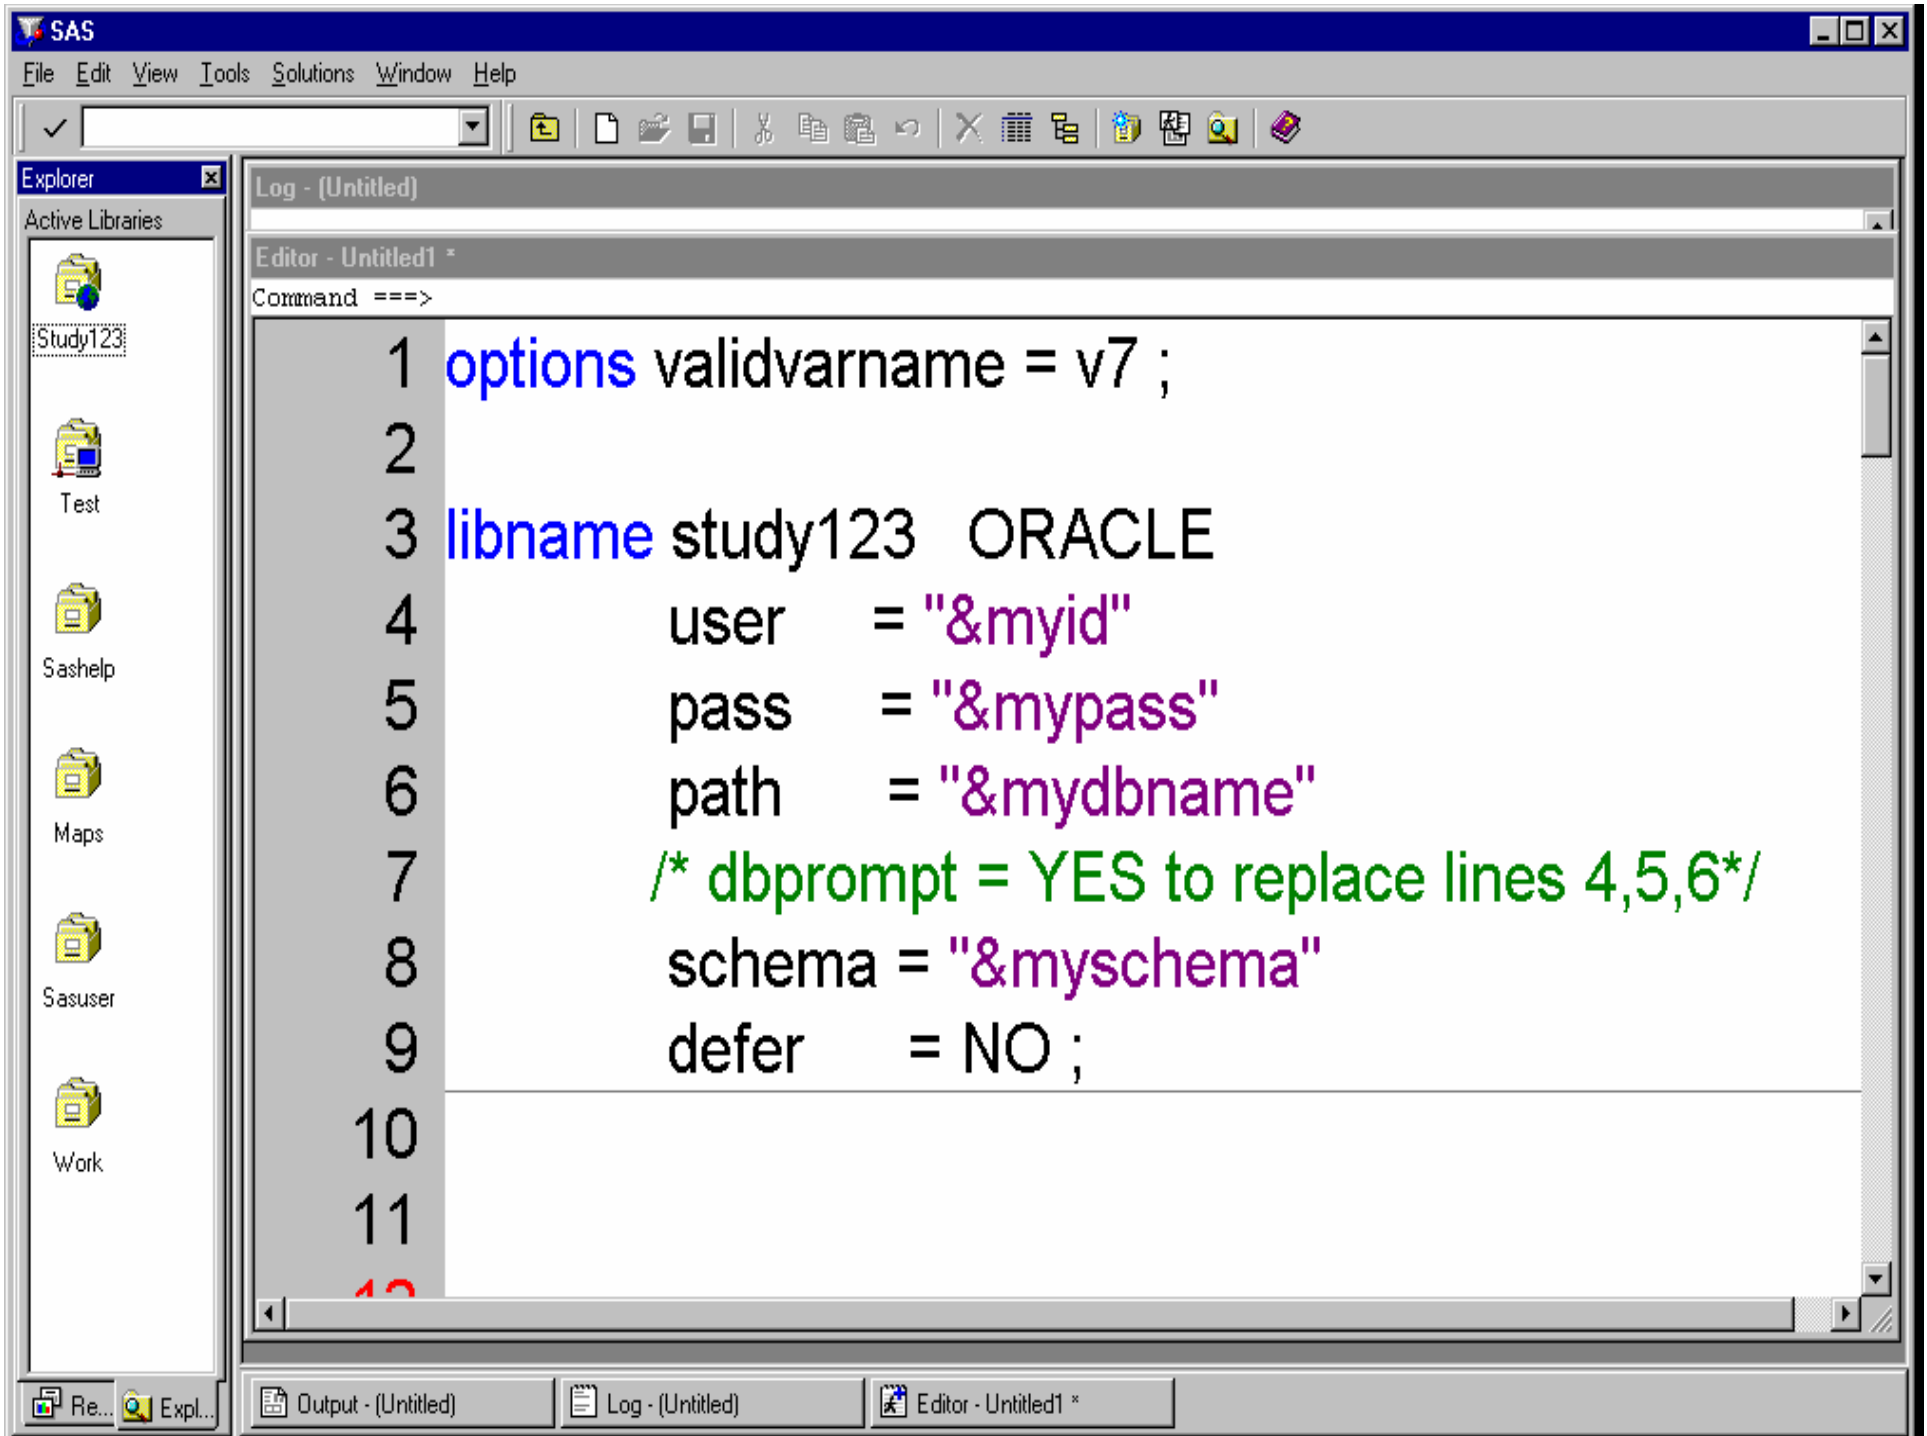 SAS
File Edit View Tools Solutions Window Help
Explorer
Active Libraries
Study123
Test
Sashelp
Maps
Sasuser
Work
Log - (Untitled)
Editor - Untitled1 *
Command ===>
1 options validvarname = v7 ;
2
3 libname study123 ORACLE
4 user = "&myid"
5 pass = "&mypass"
6 path = "&mydbname"
7 /* dbprompt = YES to replace lines 4,5,6*/
8 schema = "&myschema"
9 defer = NO ;
10
11
12
Re... Expl...
Output - (Untitled) Log - (Untitled) Editor - Untitled1 *